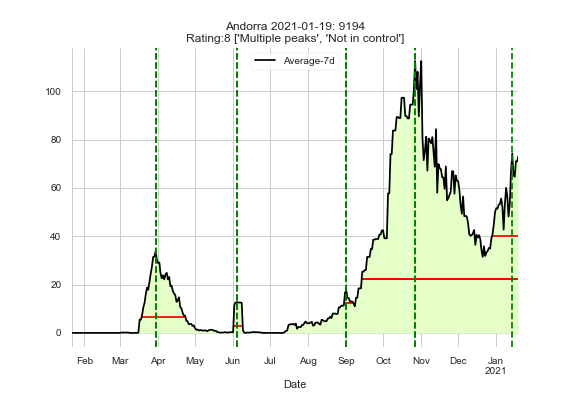 Andorra 2021-01-19: 9194
Rating:8 ['Multiple peaks', 'Not in control']
Average-7d
100
80
60
40
20
0
Feb Mar Apr May Jun Jul Aug Sep Oct Nov Dec Jan
2021
Date